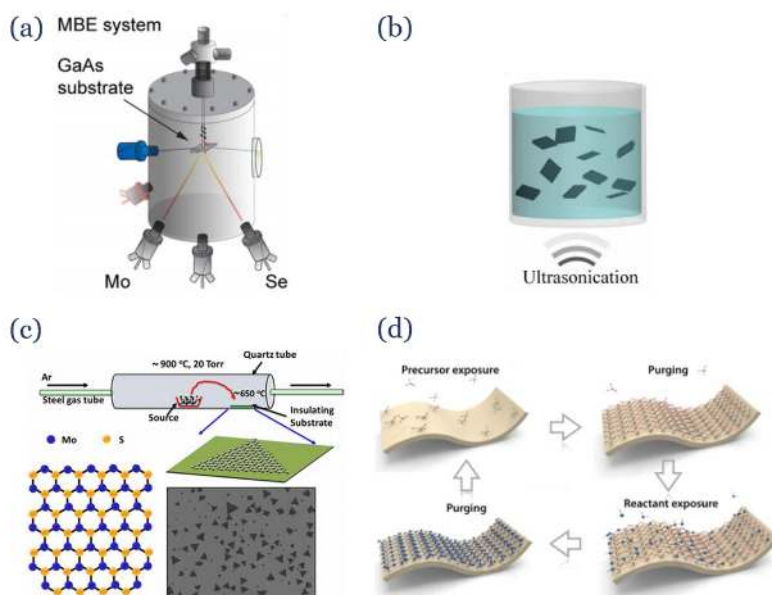 (a)
MBE system
GaAs
substrate
Mo
Se
(b)
Ultrasonication
(c)
~ 900 °C, 20 Torr
Quartz tube
Ar
Steel gas tube
Source
~650 °C
Insulating
Substrate
Mo
S
(d)
Precursor exposure
Purging
Purging
Reactant exposure